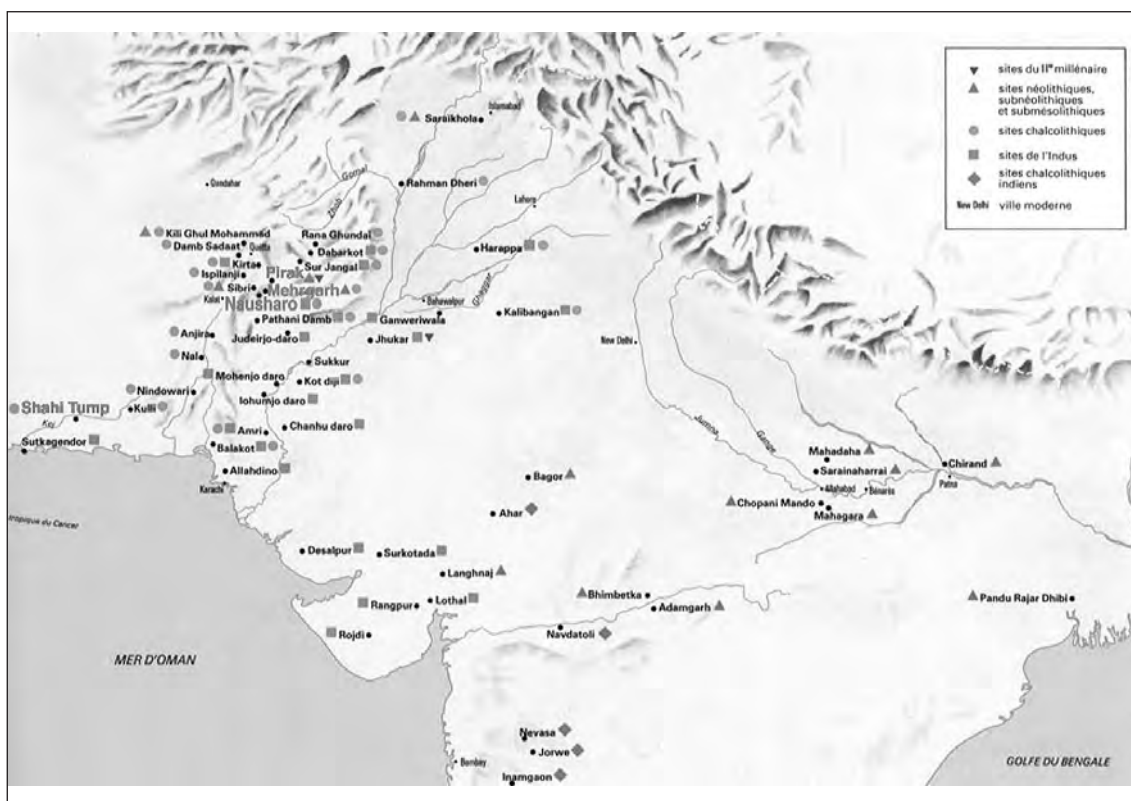 sites du IIe millénaire
sites néolithiques,
subnéolithiques
et submésolithiques
sites chalcolithiques
sites de l'Indus
sites chalcolithiques
indiens
New Delhi ville moderne
Islamabad
Saraikhola
Qandahar
Gomal
Zhob
Rahman Dheri
Lahore
Kili Ghul Mohammad
Rana Ghundai
Damb Sadaat
Quetta
Dabarkot
Harappa
Kirta
Sur Jangal
Ispilanji
Pirak
Sibri
Mehrgarh
Kalat
Nausharo
Bahawalpur
Ghaggar
Pathani Damb
Ganweriwala
Kalibangan
Anjira
Judeirjo-daro
Jhukar
New Delhi
Nal
Sukkur
Mohenjo daro
Kot diji
Nindowari
lohumjo daro
Shahi Tump
Kulli
Kej
Amri
Chanhu daro
Sutkagendor
Balakot
Allahdino
Karachi
Jumna
Gange
Mahadaha
Sarainaharrai
Chirand
Patna
Allahabad
Bénarès
Bagor
Chopani Mando
Mahagara
Ahar
tropique du Cancer
Desalpur
Surkotada
Langhnaj
Bhimbetka
Adamgarh
Pandu Rajar Dhibi
Rangpur
Lothal
Rojdi
Navdatoli
MER D'OMAN
Nevasa
Jorwe
Bombay
Inamgaon
GOLFE DU BENGALE